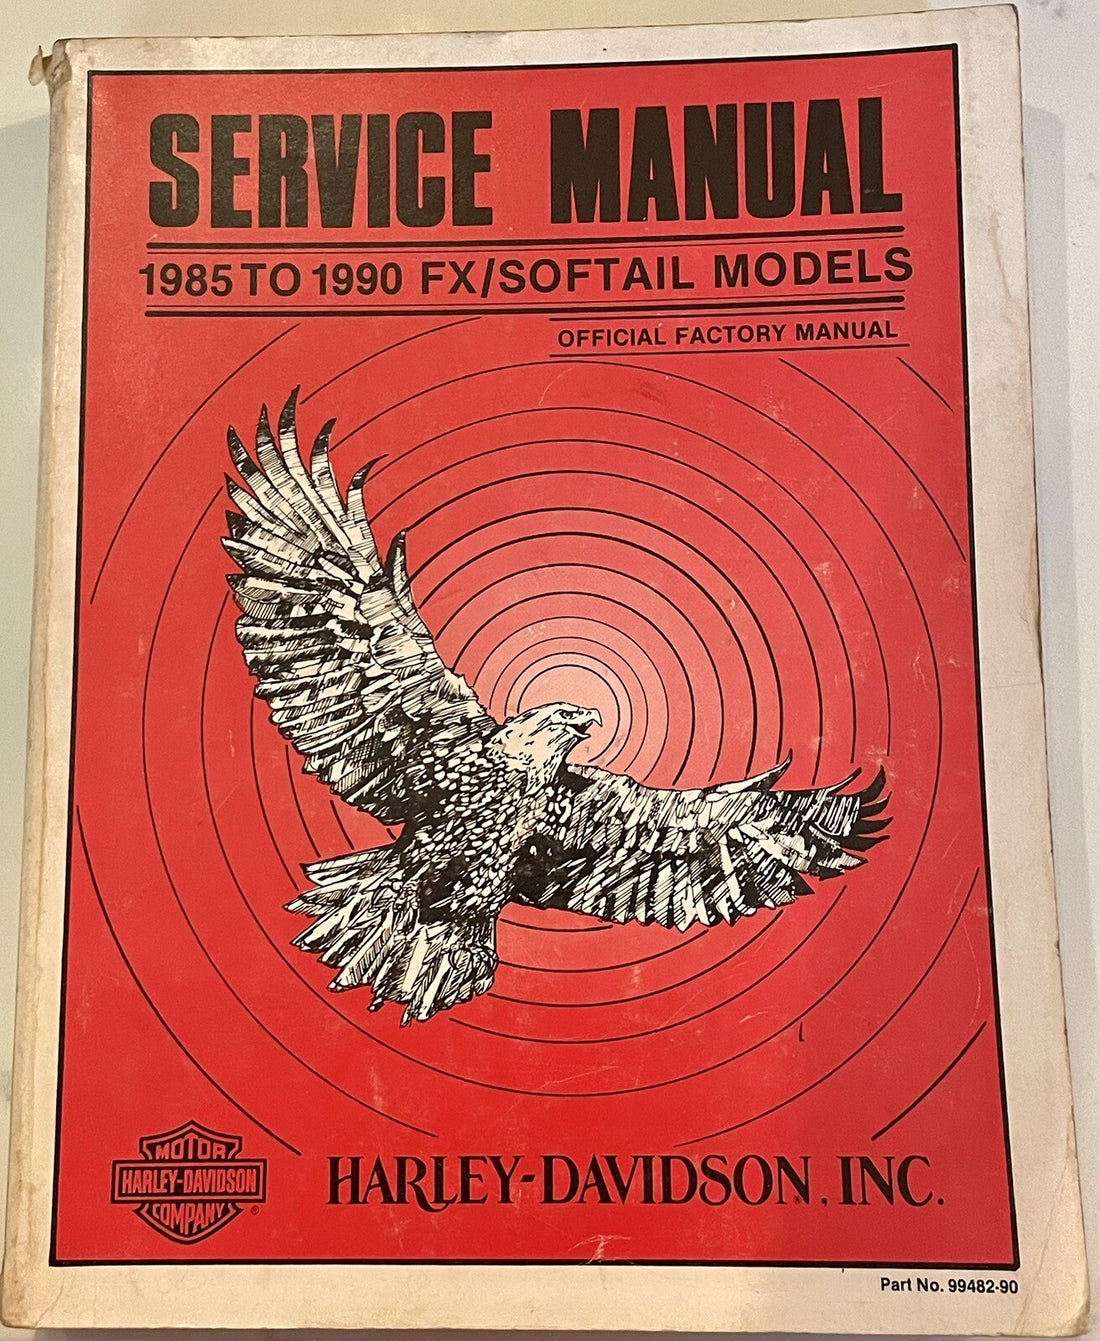 SERVICE MANUAL
1985 TO 1990 FX/SOFTAIL MODELS
OFFICIAL FACTORY MANUAL
MOTOR
HARLEY-DAVIDSON
COMPANY
®
HARLEY-DAVIDSON, INC.
Part No. 99482-90